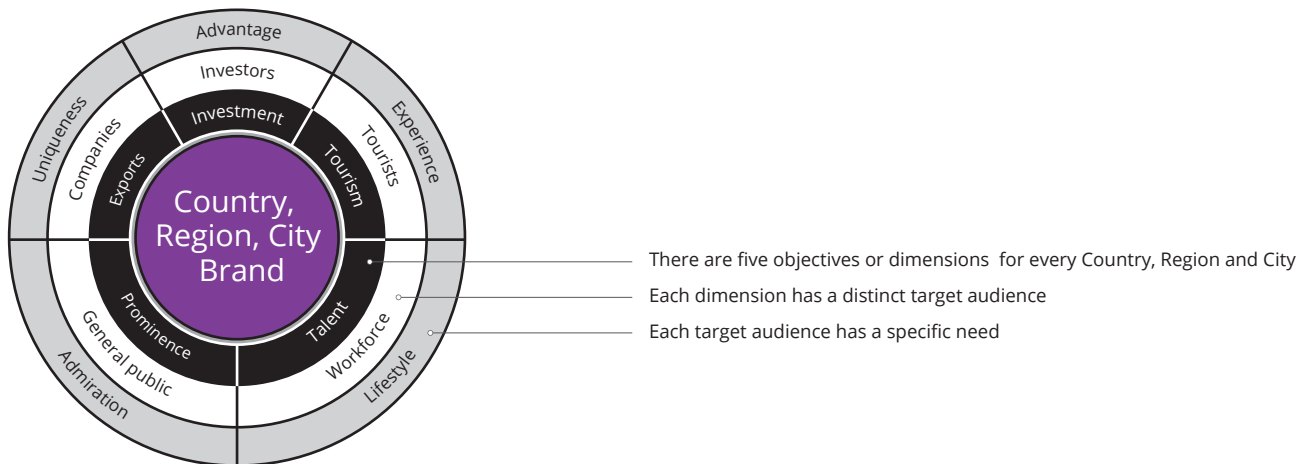 Advantage
Investors
Investment
Uniqueness
Companies
Exports
Experience
Tourists
Tourism
Country,
Region, City
Brand
Prominence
General public
Admiration
Talent
Workforce
Lifestyle
There are five objectives or dimensions for every Country, Region and City
Each dimension has a distinct target audience
Each target audience has a specific need